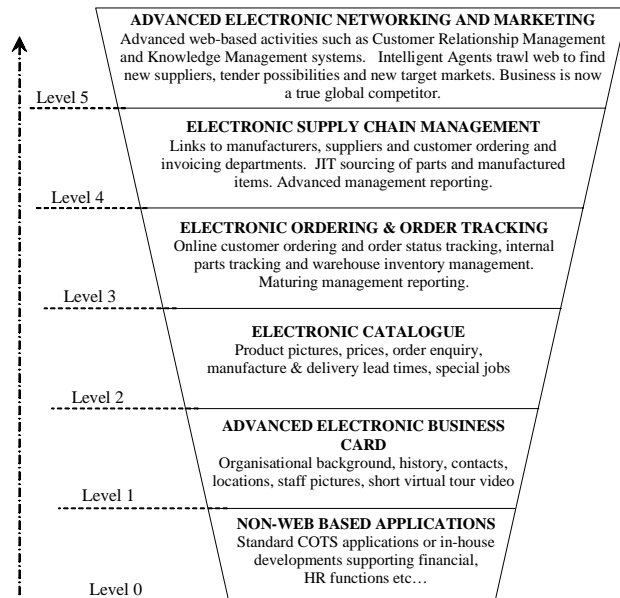 ADVANCED ELECTRONIC NETWORKING AND MARKETING
Advanced web-based activities such as Customer Relationship Management
and Knowledge Management systems. Intelligent Agents trawl web to find
new suppliers, tender possibilities and new target markets. Business is now
a true global competitor.
Level 5
ELECTRONIC SUPPLY CHAIN MANAGEMENT
Links to manufacturers, suppliers and customer ordering and
invoicing departments. JIT sourcing of parts and manufactured
items. Advanced management reporting.
Level 4
ELECTRONIC ORDERING & ORDER TRACKING
Online customer ordering and order status tracking, internal
parts tracking and warehouse inventory management.
Maturing management reporting.
Level 3
ELECTRONIC CATALOGUE
Product pictures, prices, order enquiry,
manufacture & delivery lead times, special jobs
Level 2
ADVANCED ELECTRONIC BUSINESS
CARD
Organisational background, history, contacts,
locations, staff pictures, short virtual tour video
Level 1
NON-WEB BASED APPLICATIONS
Standard COTS applications or in-house
developments supporting financial,
HR functions etc…
Level 0